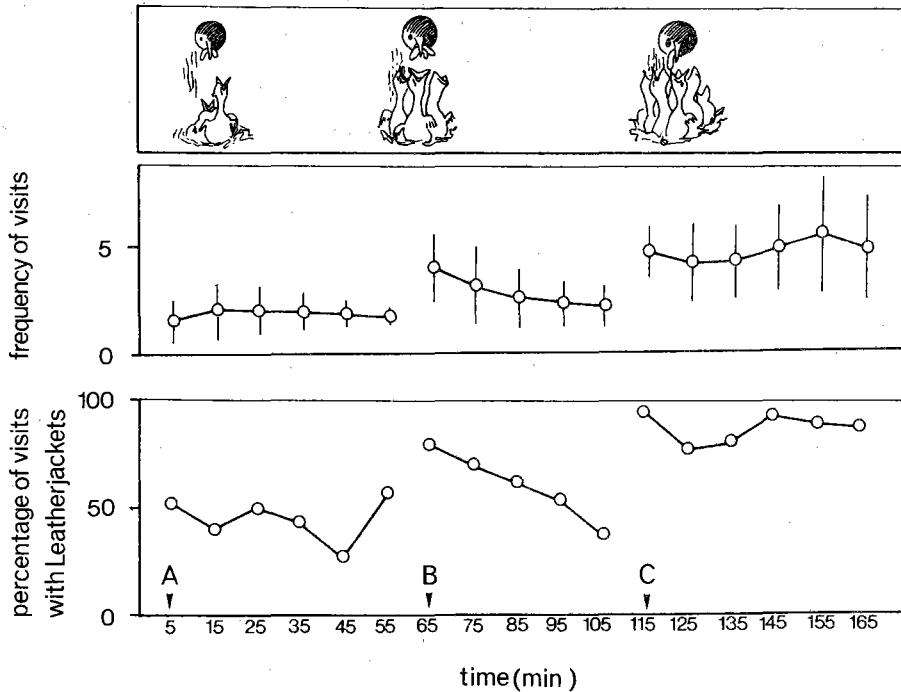 frequency of visits
5
0
percentage of visits
with Leatherjackets
100
50
0
A
B
C
5 15 25 35 45 55 65 75 85 95 105 115 125 135 145 155 165
time (min)